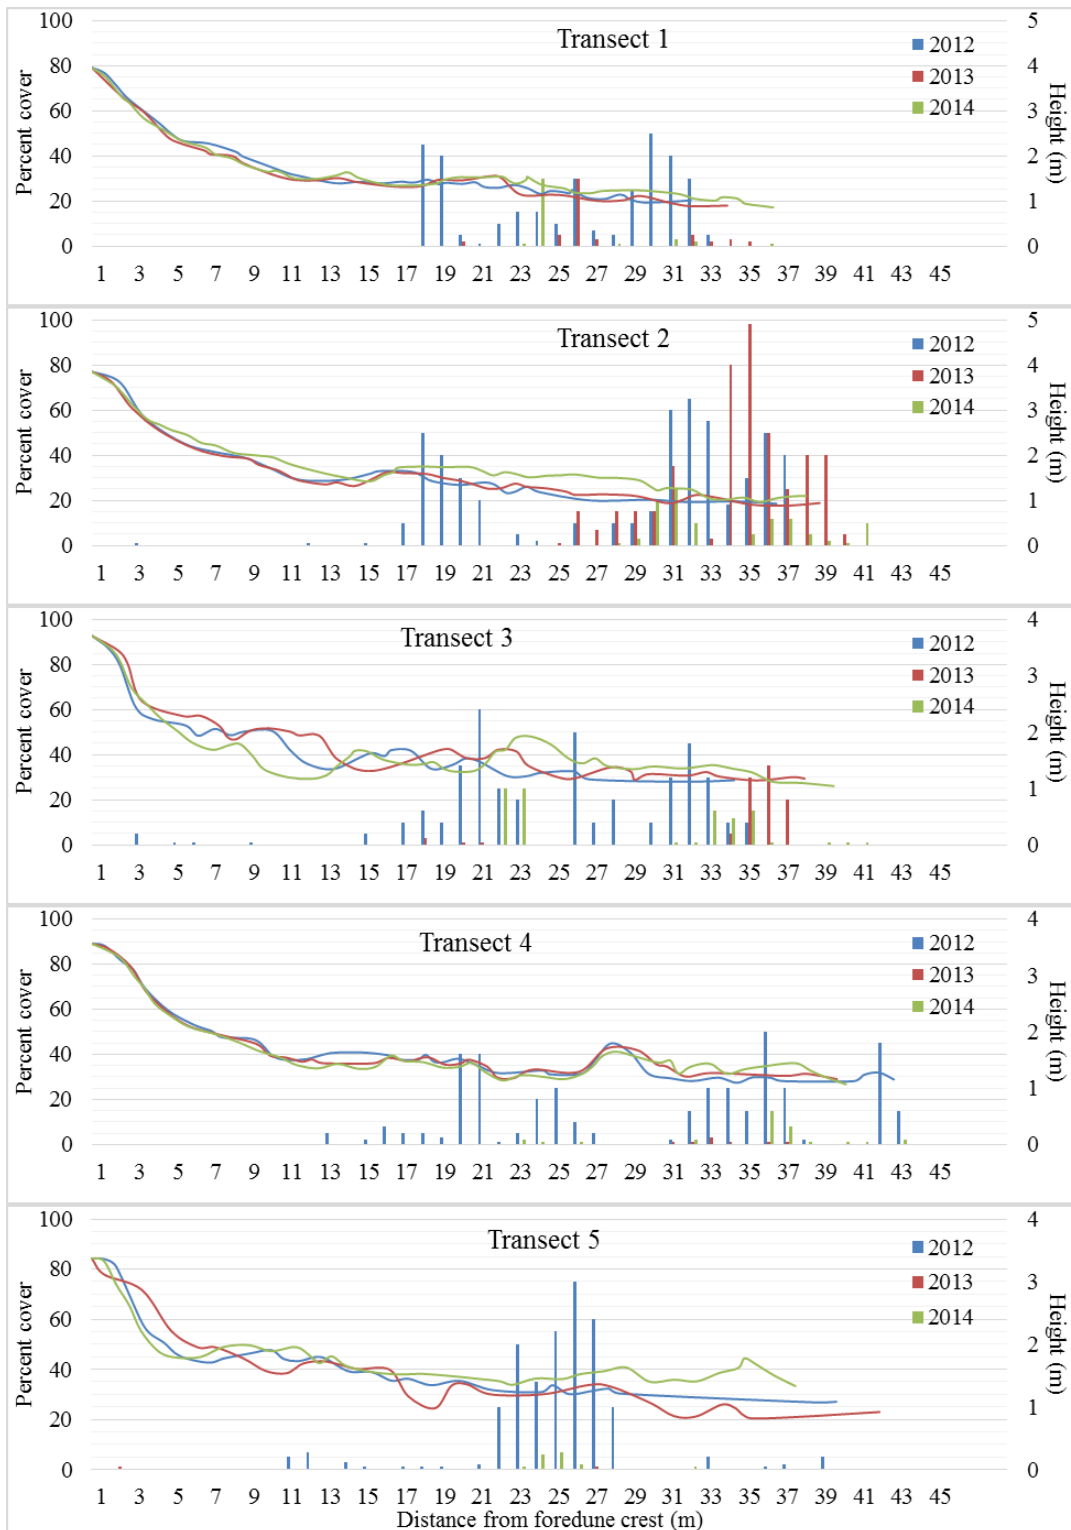 Transect 1
Percent cover
Height (m)
2012
2013
2014
100 80 60 40 20 0
5 4 3 2 1 0
1 3 5 7 9 11 13 15 17 19 21 23 25 27 29 31 33 35 37 39 41 43 45
Transect 2
Percent cover
Height (m)
2012
2013
2014
100 80 60 40 20 0
5 4 3 2 1 0
1 3 5 7 9 11 13 15 17 19 21 23 25 27 29 31 33 35 37 39 41 43 45
Transect 3
Percent cover
Height (m)
2012
2013
2014
100 80 60 40 20 0
4 3 2 1 0
1 3 5 7 9 11 13 15 17 19 21 23 25 27 29 31 33 35 37 39 41 43 45
Transect 4
Percent cover
Height (m)
2012
2013
2014
100 80 60 40 20 0
4 3 2 1 0
1 3 5 7 9 11 13 15 17 19 21 23 25 27 29 31 33 35 37 39 41 43 45
Transect 5
Percent cover
Height (m)
2012
2013
2014
100 80 60 40 20 0
4 3 2 1 0
1 3 5 7 9 11 13 15 17 19 21 23 25 27 29 31 33 35 37 39 41 43 45
Distance from foredune crest (m)